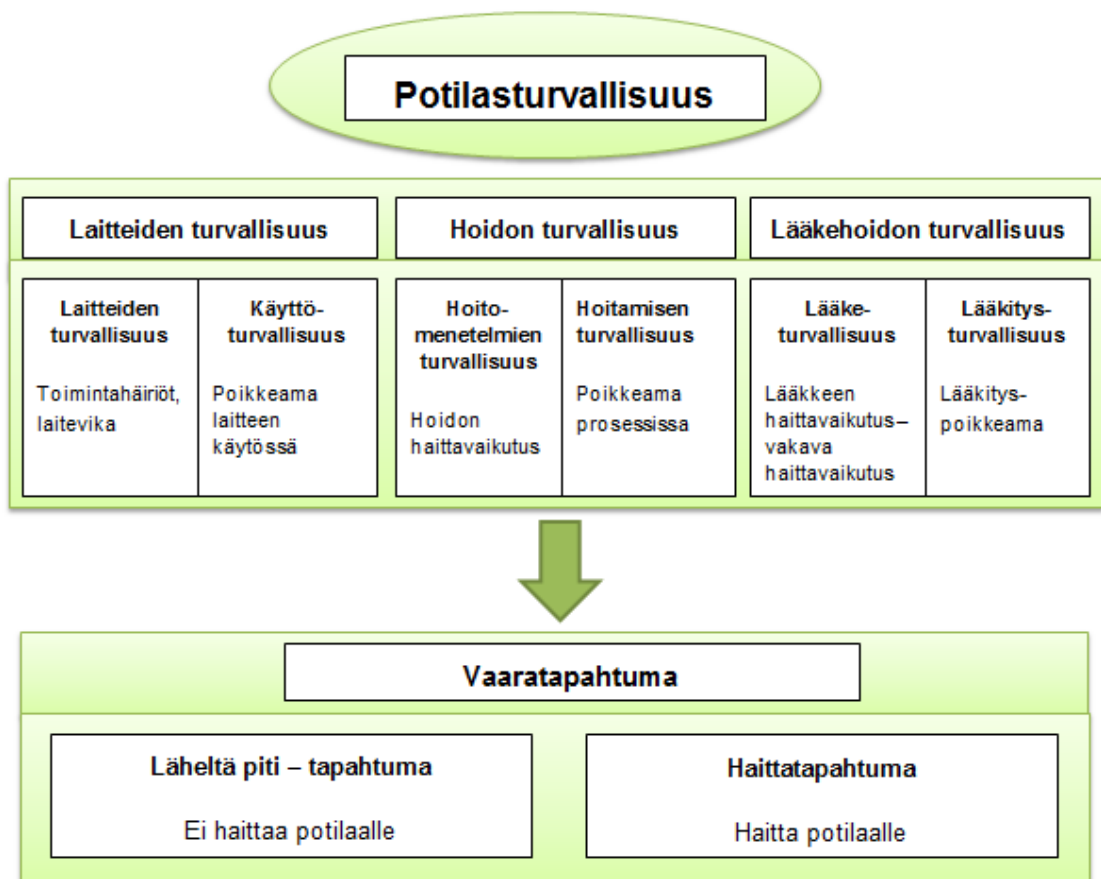 Potilasturvallisuus
Laitteiden turvallisuus
Hoidon turvallisuus
Lääkehoidon turvallisuus
Laitteiden
turvallisuus
Toimintahäiriöt,
laitevika
Käyttö-
turvallisuus
Poikkeama
laitteen
käytössä
Hoito-
menetelmien
turvallisuus
Hoidon
haittavaikutus
Hoitamisen
turvallisuus
Poikkeama
prosessissa
Lääke-
turvallisuus
Lääkkeen
haittavaikutus–
vakava
haittavaikutus
Lääkitys-
turvallisuus
Lääkitys-
poikkeama
Vaaratapahtuma
Läheltä piti – tapahtuma
Ei haittaa potilaalle
Haittatapahtuma
Haitta potilaalle